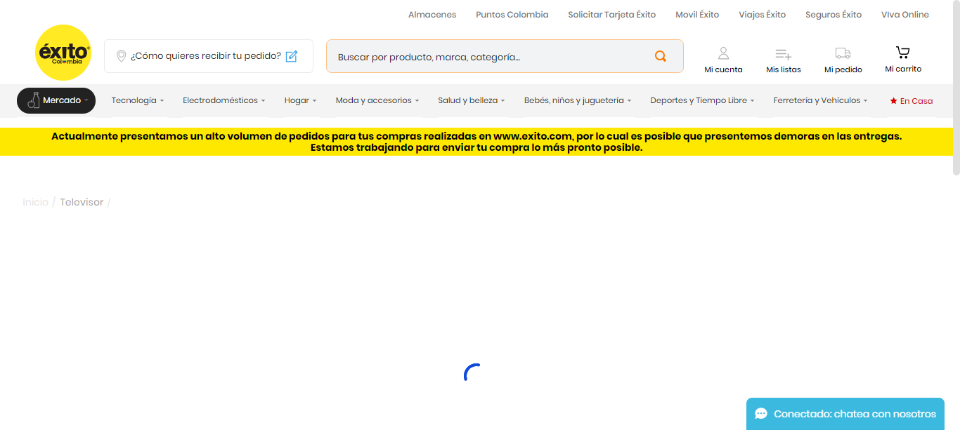 Almacenes Puntos Colombia Solicitar Tarjeta Éxito Movil Éxito Viajes Éxito Seguros Éxito VIva Online
éxito
Colombia
¿Cómo quieres recibir tu pedido?
Buscar por producto, marca, categoría...
Mi cuenta Mis listas Mi pedido Mi carrito
Mercado Tecnología Electrodomésticos Hogar Moda y accesorios Salud y belleza Bebés, niños y juguetería Deportes y Tiempo Libre Ferretería y Vehículos En Casa
Actualmente presentamos un alto volumen de pedidos para tus compras realizadas en www.exito.com, por lo cual es posible que presentemos demoras en las entregas.
Estamos trabajando para enviar tu compra lo más pronto posible.
Inicio / Televisor /
Conectado: chatea con nosotros